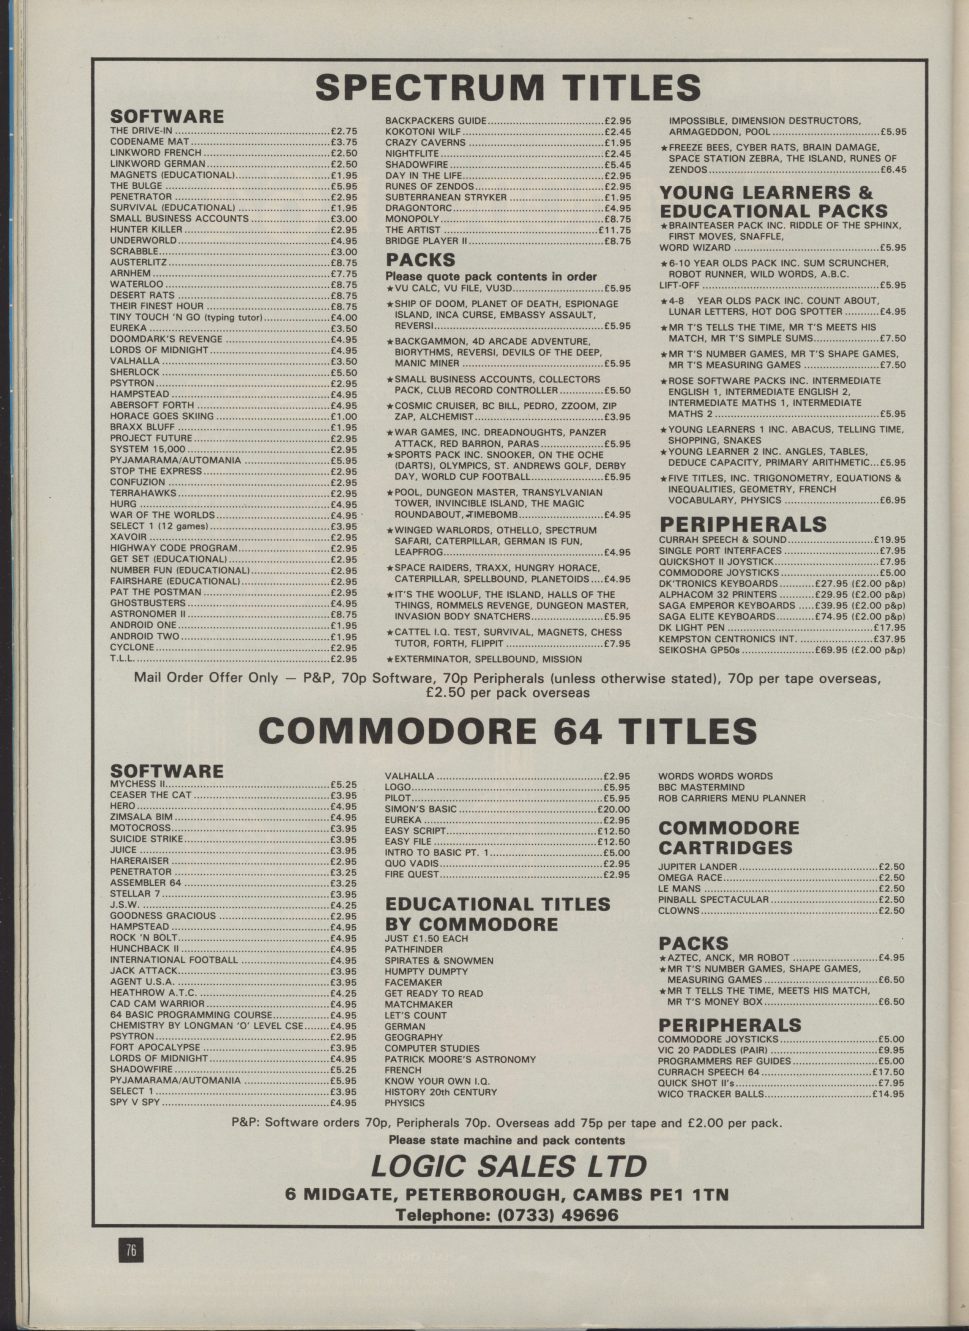 SPECTRUM TITLES
SOFTWARE
THE DRIVE-IN £2.75
CODENAME MAT £3.75
LINKWORD FRENCH £2.50
LINKWORD GERMAN £2.50
MAGNETS (EDUCATIONAL) £1.95
THE BULGE £5.95
PENETRATOR £2.95
SURVIVAL (EDUCATIONAL) £1.95
SMALL BUSINESS ACCOUNTS £3.00
HUNTER KILLER £2.95
UNDERWORLD £4.95
SCRABBLE £3.00
AUSTERLITZ £8.75
ARNHEM £7.75
WATERLOO £8.75
DESERT RATS £8.75
THEIR FINEST HOUR £8.75
TINY TOUCH 'N GO (typing tutor) £4.00
EUREKA £3.50
DOOMDARK'S REVENGE £4.95
LORDS OF MIDNIGHT £4.95
VALHALLA £3.50
SHERLOCK £5.50
PSYTRON £2.95
HAMPSTEAD £4.95
ABERSOFT FORTH £4.95
HORACE GOES SKIING £1.00
BRAXX BLUFF £1.95
PROJECT FUTURE £2.95
SYSTEM 15,000 £2.95
PYJAMARAMA/AUTOMANIA £5.95
STOP THE EXPRESS £2.95
CONFUZION £2.95
TERRAHAWKS £2.95
HURG £4.95
WAR OF THE WORLDS £4.95
SELECT 1 (12 games) £3.95
XAVOIR £2.95
HIGHWAY CODE PROGRAM £2.95
GET SET (EDUCATIONAL) £2.95
NUMBER FUN (EDUCATIONAL) £2.95
FAIRSHARE (EDUCATIONAL) £2.95
PAT THE POSTMAN £2.95
GHOSTBUSTERS £4.95
ASTRONOMER II £8.75
ANDROID ONE £1.95
ANDROID TWO £1.95
CYCLONE £2.95
T.L.L. £2.95
BACKPACKERS GUIDE £2.95
KOKOTONI WILF £2.45
CRAZY CAVERNS £1.95
NIGHTFLITE £2.45
SHADOWFIRE £5.45
DAY IN THE LIFE £2.95
RUNES OF ZENDOS £2.95
SUBTERRANEAN STRYKER £1.95
DRAGONTORC £4.95
MONOPOLY £8.75
THE ARTIST £11.75
BRIDGE PLAYER II £8.75
PACKS
Please quote pack contents in order
★VU CALC, VU FILE, VU3D £5.95
★SHIP OF DOOM, PLANET OF DEATH, ESPIONAGE
ISLAND, INCA CURSE, EMBASSY ASSAULT,
REVERSI £5.95
★BACKGAMMON, 4D ARCADE ADVENTURE,
BIORYTHMS, REVERSI, DEVILS OF THE DEEP,
MANIC MINER £5.95
★SMALL BUSINESS ACCOUNTS, COLLECTORS
PACK, CLUB RECORD CONTROLLER £5.50
★COSMIC CRUISER, BC BILL, PEDRO, ZZOOM, ZIP
ZAP, ALCHEMIST £3.95
★WAR GAMES, INC. DREADNOUGHTS, PANZER
ATTACK, RED BARRON, PARAS £5.95
★SPORTS PACK INC. SNOOKER, ON THE OCHE
(DARTS), OLYMPICS, ST. ANDREWS GOLF, DERBY
DAY, WORLD CUP FOOTBALL £5.95
★POOL, DUNGEON MASTER, TRANSYLVANIAN
TOWER, INVINCIBLE ISLAND, THE MAGIC
ROUNDABOUT, TIMEBOMB £4.95
★WINGED WARLORDS, OTHELLO, SPECTRUM
SAFARI, CATERPILLAR, GERMAN IS FUN,
LEAPFROG £4.95
★SPACE RAIDERS, TRAXX, HUNGRY HORACE,
CATERPILLAR, SPELLBOUND, PLANETOIDS £4.95
★IT'S THE WOOLUF, THE ISLAND, HALLS OF THE
THINGS, ROMMELS REVENGE, DUNGEON MASTER,
INVASION BODY SNATCHERS £5.95
★CATTEL I.Q. TEST, SURVIVAL, MAGNETS, CHESS
TUTOR, FORTH, FLIPPIT £7.95
★EXTERMINATOR, SPELLBOUND, MISSION
IMPOSSIBLE, DIMENSION DESTRUCTORS,
ARMAGEDDON, POOL £5.95
★FREEZE BEES, CYBER RATS, BRAIN DAMAGE,
SPACE STATION ZEBRA, THE ISLAND, RUNES OF
ZENDOS £6.45
YOUNG LEARNERS &
EDUCATIONAL PACKS
★BRAINTEASER PACK INC. RIDDLE OF THE SPHINX,
FIRST MOVES, SNAFFLE,
WORD WIZARD £5.95
★6-10 YEAR OLDS PACK INC. SUM SCRUNCHER,
ROBOT RUNNER, WILD WORDS, A.B.C.
LIFT-OFF £5.95
★4-8 YEAR OLDS PACK INC. COUNT ABOUT,
LUNAR LETTERS, HOT DOG SPOTTER £4.95
★MR T'S TELLS THE TIME, MR T'S MEETS HIS
MATCH, MR T'S SIMPLE SUMS £7.50
★MR T'S NUMBER GAMES, MR T'S SHAPE GAMES,
MR T'S MEASURING GAMES £7.50
★ROSE SOFTWARE PACKS INC. INTERMEDIATE
ENGLISH 1, INTERMEDIATE ENGLISH 2,
INTERMEDIATE MATHS 1, INTERMEDIATE
MATHS 2 £5.95
★YOUNG LEARNERS 1 INC. ABACUS, TELLING TIME,
SHOPPING, SNAKES
★YOUNG LEARNER 2 INC. ANGLES, TABLES,
DEDUCE CAPACITY, PRIMARY ARITHMETIC £5.95
★FIVE TITLES, INC. TRIGONOMETRY, EQUATIONS &
INEQUALITIES, GEOMETRY, FRENCH
VOCABULARY, PHYSICS £6.95
PERIPHERALS
CURRAH SPEECH & SOUND £19.95
SINGLE PORT INTERFACES £7.95
QUICKSHOT II JOYSTICK £7.95
COMMODORE JOYSTICKS £5.00
DK'TRONICS KEYBOARDS £27.95 (£2.00 p&p)
ALPHACOM 32 PRINTERS £29.95 (£2.00 p&p)
SAGA EMPEROR KEYBOARDS £39.95 (£2.00 p&p)
SAGA ELITE KEYBOARDS £74.95 (£2.00 p&p)
DK LIGHT PEN £17.95
KEMPSTON CENTRONICS INT. £37.95
SEIKOSHA GP50s £69.95 (£2.00 p&p)
Mail Order Offer Only — P&P, 70p Software, 70p Peripherals (unless otherwise stated), 70p per tape overseas,
£2.50 per pack overseas
COMMODORE 64 TITLES
SOFTWARE
MYCHESS II £5.25
CEASER THE CAT £3.95
HERO £4.95
ZIMSALA BIM £4.95
MOTOCROSS £3.95
SUICIDE STRIKE £3.95
JUICE £3.95
HARERAISER £2.95
PENETRATOR £3.25
ASSEMBLER 64 £3.25
STELLAR 7 £3.95
J.S.W. £4.25
GOODNESS GRACIOUS £2.95
HAMPSTEAD £4.95
ROCK 'N BOLT £4.95
HUNCHBACK II £4.95
INTERNATIONAL FOOTBALL £4.95
JACK ATTACK £3.95
AGENT U.S.A. £3.95
HEATHROW A.T.C. £4.25
CAD CAM WARRIOR £4.95
64 BASIC PROGRAMMING COURSE £4.95
CHEMISTRY BY LONGMAN 'O' LEVEL CSE £4.95
PSYTRON £2.95
FORT APOCALYPSE £3.95
LORDS OF MIDNIGHT £4.95
SHADOWFIRE £5.25
PYJAMARAMA/AUTOMANIA £5.95
SELECT 1 £3.95
SPY V SPY £4.95
VALHALLA £2.95
LOGO £5.95
PILOT £5.95
SIMON'S BASIC £20.00
EUREKA £2.95
EASY SCRIPT £12.50
EASY FILE £12.50
INTRO TO BASIC PT. 1 £5.00
QUO VADIS £2.95
FIRE QUEST £2.95
EDUCATIONAL TITLES
BY COMMODORE
JUST £1.50 EACH
PATHFINDER
SPIRATES & SNOWMEN
HUMPTY DUMPTY
FACEMAKER
GET READY TO READ
MATCHMAKER
LET'S COUNT
GERMAN
GEOGRAPHY
COMPUTER STUDIES
PATRICK MOORE'S ASTRONOMY
FRENCH
KNOW YOUR OWN I.Q.
HISTORY 20th CENTURY
PHYSICS
WORDS WORDS WORDS
BBC MASTERMIND
ROB CARRIERS MENU PLANNER
COMMODORE
CARTRIDGES
JUPITER LANDER £2.50
OMEGA RACE £2.50
LE MANS £2.50
PINBALL SPECTACULAR £2.50
CLOWNS £2.50
PACKS
★AZTEC, ANCK, MR ROBOT £4.95
★MR T'S NUMBER GAMES, SHAPE GAMES,
MEASURING GAMES £6.50
★MR T TELLS THE TIME, MEETS HIS MATCH,
MR T'S MONEY BOX £6.50
PERIPHERALS
COMMODORE JOYSTICKS £5.00
VIC 20 PADDLES (PAIR) £9.95
PROGRAMMERS REF GUIDES £5.00
CURRACH SPEECH 64 £17.50
QUICK SHOT II's £7.95
WICO TRACKER BALLS £14.95
P&P: Software orders 70p, Peripherals 70p. Overseas add 75p per tape and £2.00 per pack.
Please state machine and pack contents
LOGIC SALES LTD
6 MIDGATE, PETERBOROUGH, CAMBS PE1 1TN
Telephone: (0733) 49696
76